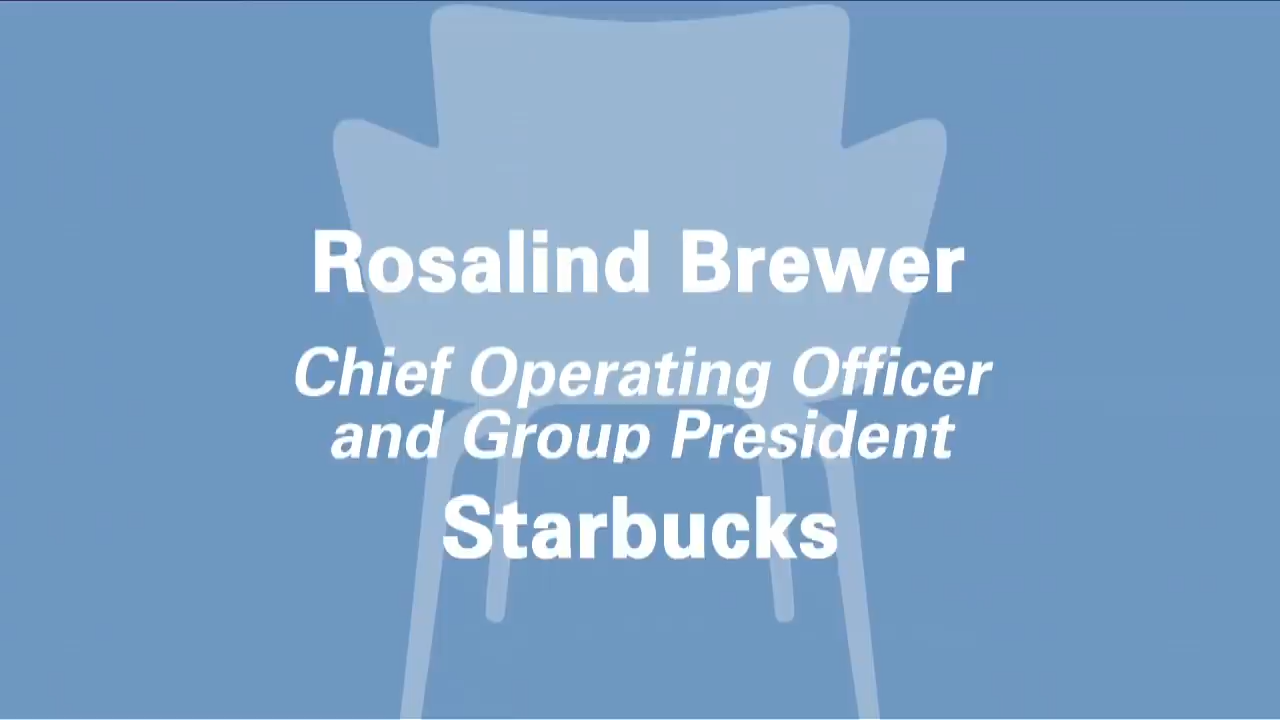 Rosalind Brewer
Chief Operating Officer
and Group President
Starbucks